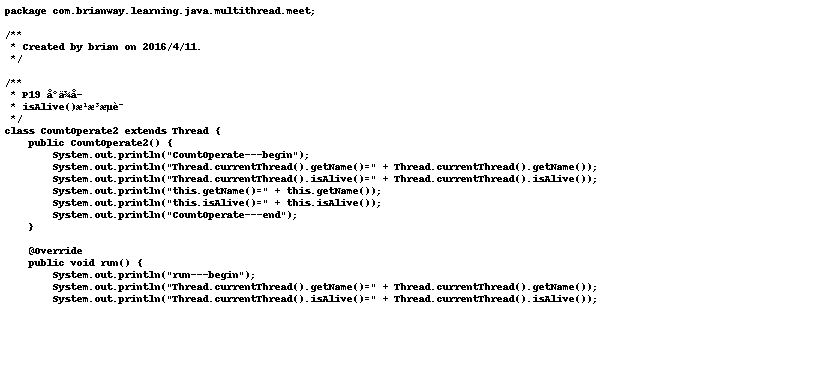 package com.brianway.learning.java.multithread.meet;

/**
 * Created by brian on 2016/4/11.
 */

/**
 * P19
 * isAlive()
 */
class CountOperate2 extends Thread {
    public CountOperate2() {
        System.out.println("CountOperate---begin");
        System.out.println("Thread.currentThread().getName()=" + Thread.currentThread().getName());
        System.out.println("Thread.currentThread().isAlive()=" + Thread.currentThread().isAlive());
        System.out.println("this.getName()=" + this.getName());
        System.out.println("this.isAlive()=" + this.isAlive());
        System.out.println("CountOperate---end");
    }

    @Override
    public void run() {
        System.out.println("run---begin");
        System.out.println("Thread.currentThread().getName()=" + Thread.currentThread().getName());
        System.out.println("Thread.currentThread().isAlive()=" + Thread.currentThread().isAlive());